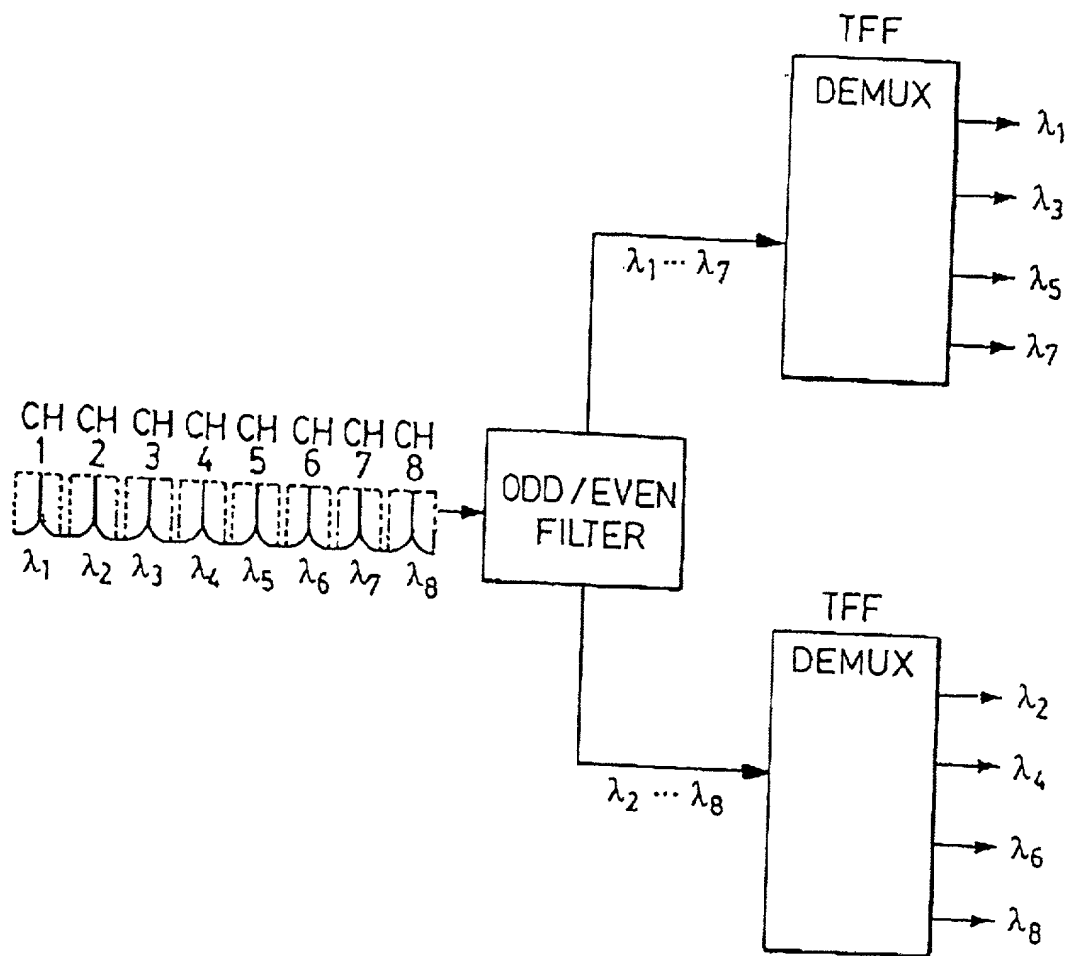 TFF
DEMUX
λ1
λ3
λ5
λ7
λ1 ··· λ7
CH CH CH CH CH CH CH CH
1 2 3 4 5 6 7 8
λ1 λ2 λ3 λ4 λ5 λ6 λ7 λ8
ODD/EVEN
FILTER
TFF
DEMUX
λ2
λ4
λ6
λ8
λ2 ··· λ8